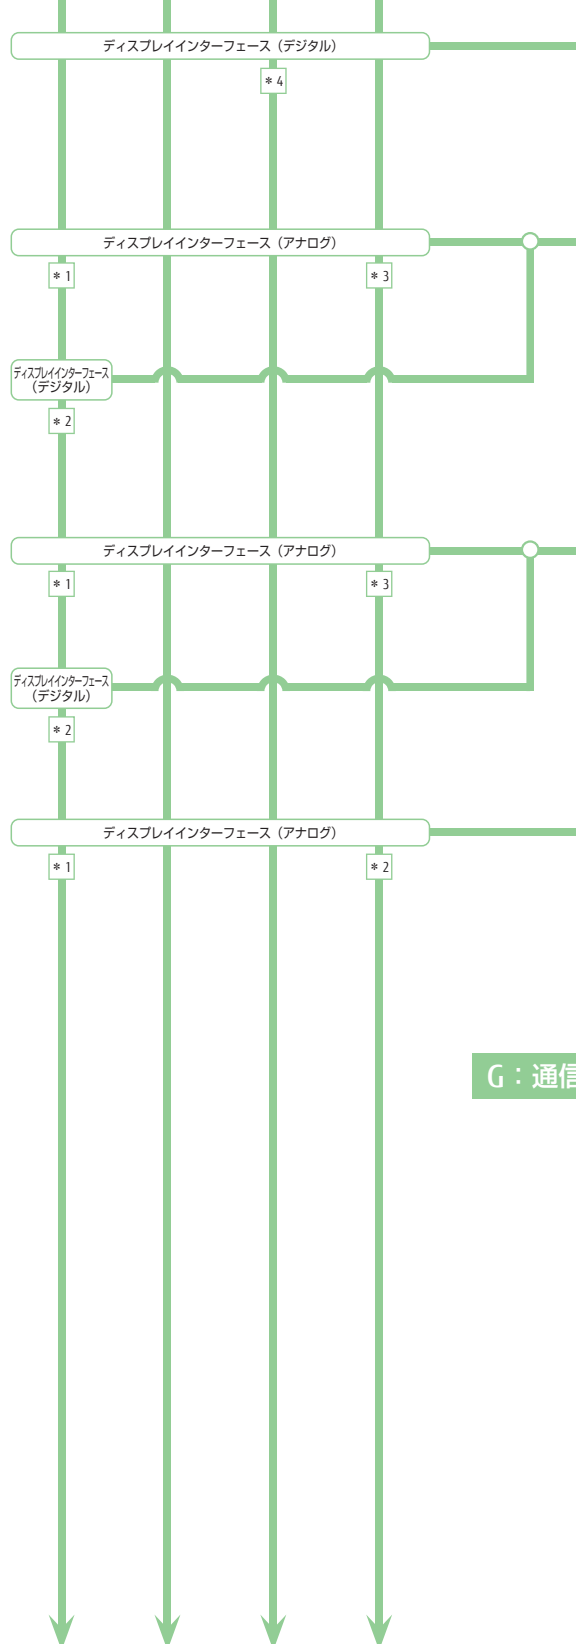 ディスプレイインターフェース（デジタル）
＊4
ディスプレイインターフェース（アナログ）
＊1
＊3
ディスプレイインターフェース
（デジタル）
＊2
ディスプレイインターフェース（アナログ）
＊1
＊3
ディスプレイインターフェース
（デジタル）
＊2
ディスプレイインターフェース（アナログ）
＊1
＊2
G：通信